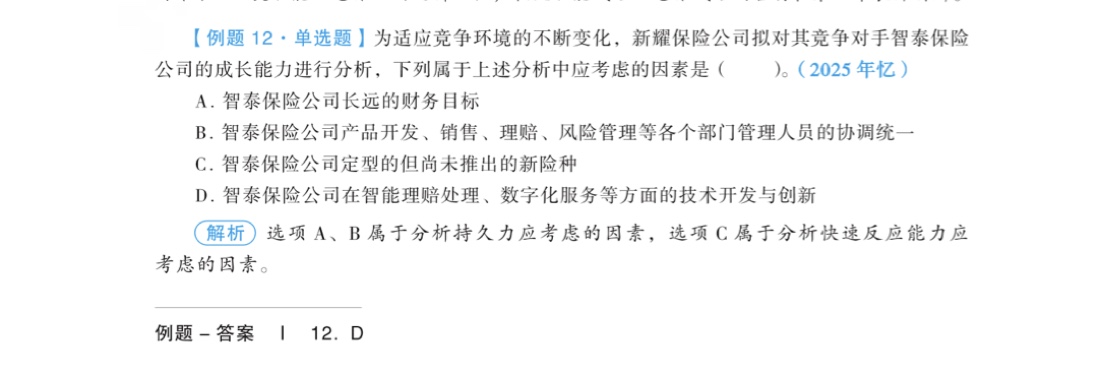 【例题 12·单选题】为适应竞争环境的不断变化，新耀保险公司拟对其竞争对手智泰保险
公司的成长能力进行分析，下列属于上述分析中应考虑的因素是（　　）。（2025 年忆）
A. 智泰保险公司长远的财务目标
B. 智泰保险公司产品开发、销售、理赔、风险管理等各个部门管理人员的协调统一
C. 智泰保险公司定型的但尚未推出的新险种
D. 智泰保险公司在智能理赔处理、数字化服务等方面的技术开发与创新
解析 选项 A、B 属于分析持久力应考虑的因素，选项 C 属于分析快速反应能力应
考虑的因素。
例题 – 答案 | 12. D